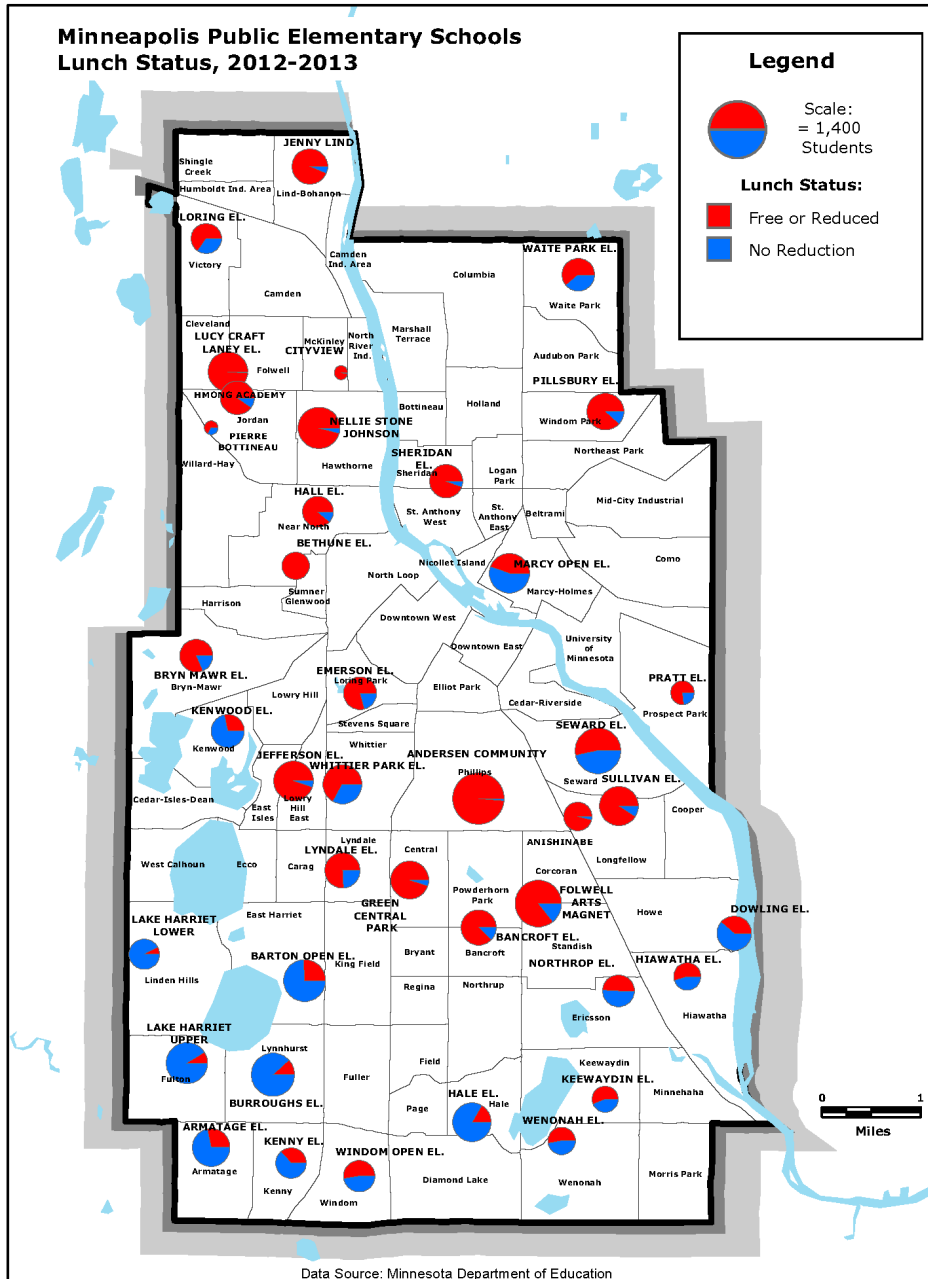 Minneapolis Public Elementary Schools
Lunch Status, 2012-2013
Legend
Scale:
= 1,400
Students
Lunch Status:
Free or Reduced
No Reduction
JENNY LIND
Shingle
Creek
Humboldt Ind. Area
Lind-Bohanon
LORING EL.
Victory
Camden
Ind. Area
WAITE PARK EL.
Columbia
Camden
Waite Park
Cleveland
LUCY CRAFT
LANEY EL.
McKinley
CITYVIEW
North
River
Ind.
Marshall
Terrace
Folwell
Audubon Park
PILLSBURY EL.
HMONG ACADEMY
Jordan
PIERRE
BOTTINEAU
NELLIE STONE
JOHNSON
Bottineau
Holland
Windom Park
Northeast Park
Willard-Hay
Hawthorne
SHERIDAN
EL.
Sheridan
Logan
Park
Mid-City Industrial
HALL EL.
Near North
St. Anthony
West
St.
Anthony
East
Beltrami
BETHUNE EL.
North Loop
Nicollet Island
MARCY OPEN EL.
Marcy-Holmes
Como
Sumner
Glenwood
Harrison
Downtown West
Downtown East
University
of
Minnesota
BRYN MAWR EL.
Bryn-Mawr
EMERSON EL.
Loring Park
Lowry Hill
Elliot Park
PRATT EL.
Prospect Park
Cedar-Riverside
KENWOOD EL.
Kenwood
Stevens Square
Whittier
SEWARD EL.
Seward
JEFFERSON EL.
WHITTIER PARK EL.
ANDERSEN COMMUNITY
Phillips
SULLIVAN EL.
Cedar-Isles-Dean
East
Isles
Lowry
Hill
East
Cooper
ANISHINABE
Longfellow
West Calhoun
Ecco
Carag
Lyndale
LYNDALE EL.
Central
Powderhorn
Park
Corcoran
GREEN
CENTRAL
PARK
FOLWELL
ARTS
MAGNET
Howe
DOWLING EL.
LAKE HARRIET
LOWER
East Harriet
BANCROFT EL.
Bancroft
Standish
Linden Hills
BARTON OPEN EL.
King Field
Bryant
NORTHROP EL.
HIAWATHA EL.
Regina
Northrup
Ericsson
Hiawatha
LAKE HARRIET
UPPER
Fulton
Lynnhurst
BURROUGHS EL.
Fuller
Field
Keewaydin
KEEWAYDIN EL.
Minnehaha
Page
HALE EL.
Hale
WENONAH EL.
0
1
Miles
ARMATAGE EL.
Armatage
KENNY EL.
Kenny
WINDOM OPEN EL.
Windom
Diamond Lake
Wenonah
Morris Park
Data Source: Minnesota Department of Education